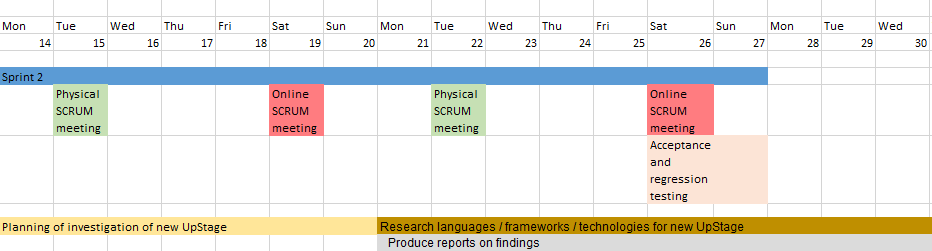 Mon Tue Wed Thu Fri Sat Sun Mon Tue Wed Thu Fri Sat Sun Mon Tue Wed
14 15 16 17 18 19 20 21 22 23 24 25 26 27 28 29 30
Sprint 2
Physical Online Physical Online
SCRUM SCRUM SCRUM SCRUM
meeting meeting meeting meeting
Acceptance
and
regression
testing
Planning of investigation of new UpStage Research languages / frameworks / technologies for new UpStage
Produce reports on findings